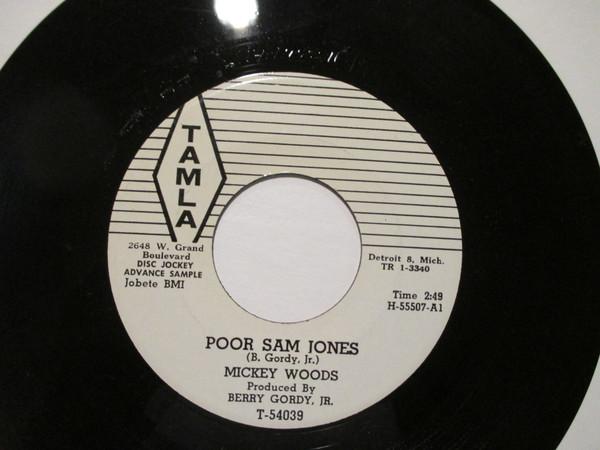 TAMLA
2648 W. Grand
Boulevard
DISC JOCKEY
ADVANCE SAMPLE
Jobete BMI
Detroit 8, Mich.
TR 1-3340
Time 2:49
H-55507-A1
POOR SAM JONES
(B. Gordy, Jr.)
MICKEY WOODS
Produced By
BERRY GORDY, JR.
T-54039